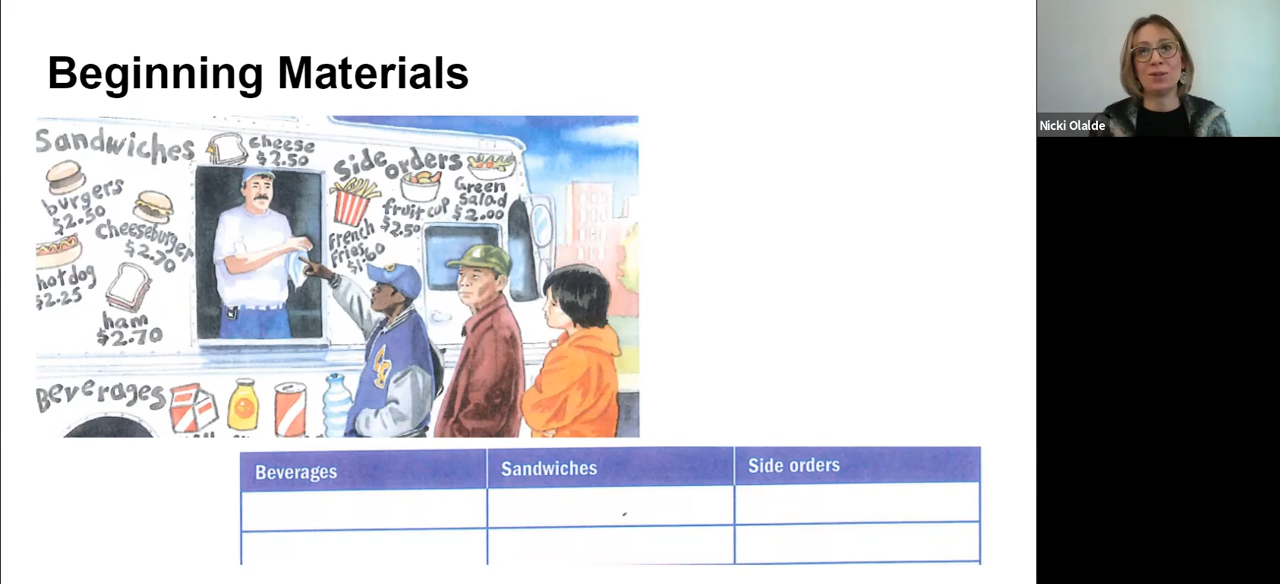 Beginning Materials
Nicki Olalde
Sandwiches
cheese
$2.50
burgers
$2.50
Cheeseburger
$2.70
hotdog
$2.25
ham
$2.70
Side orders
French
Fries
$1.60
fruit cup
$2.50
Green
Salad
$2.00
Beverages
Beverages Sandwiches Side orders